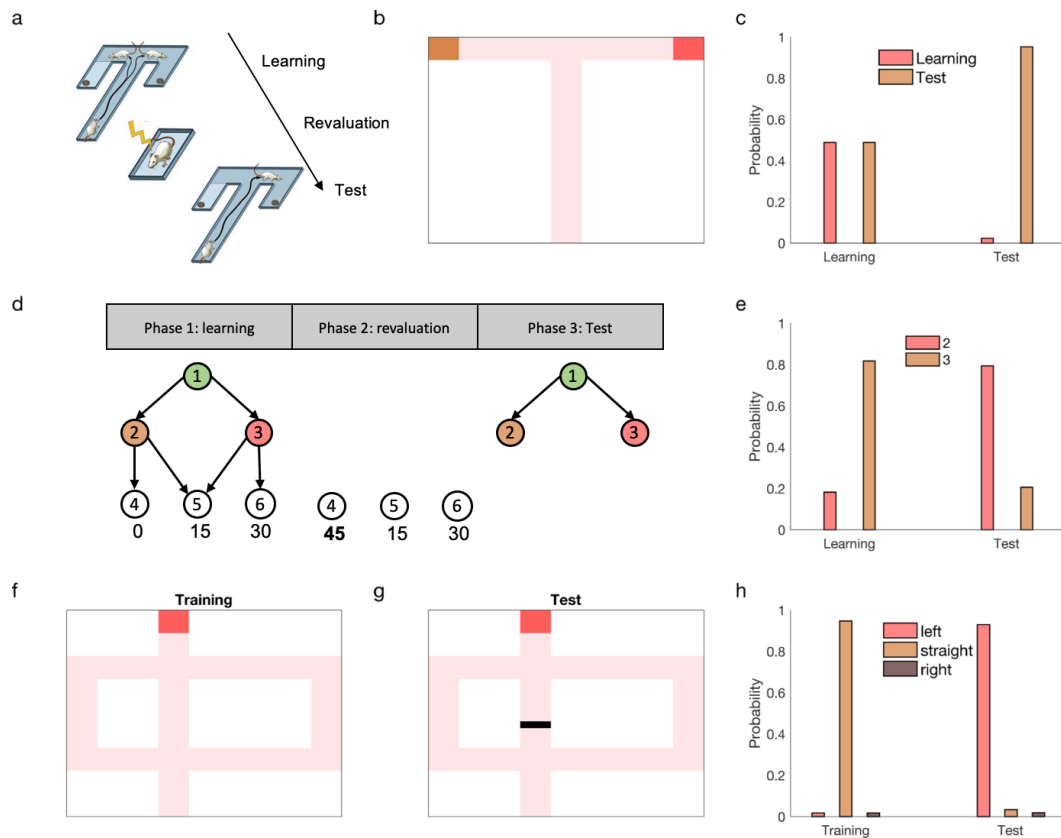 a
Learning
Revaluation
Test
b
c
1
0.8
0.6
0.4
0.2
0
Probability
Learning
Test
Learning
Test
d
Phase 1: learning
Phase 2: revaluation
Phase 3: Test
1
1
2
3
2
3
4
5
6
4
5
6
0
15
30
45
15
30
e
1
0.8
0.6
0.4
0.2
0
Probability
2
3
Learning
Test
f
Training
g
Test
h
1
0.8
0.6
0.4
0.2
0
Probability
left
straight
right
Training
Test